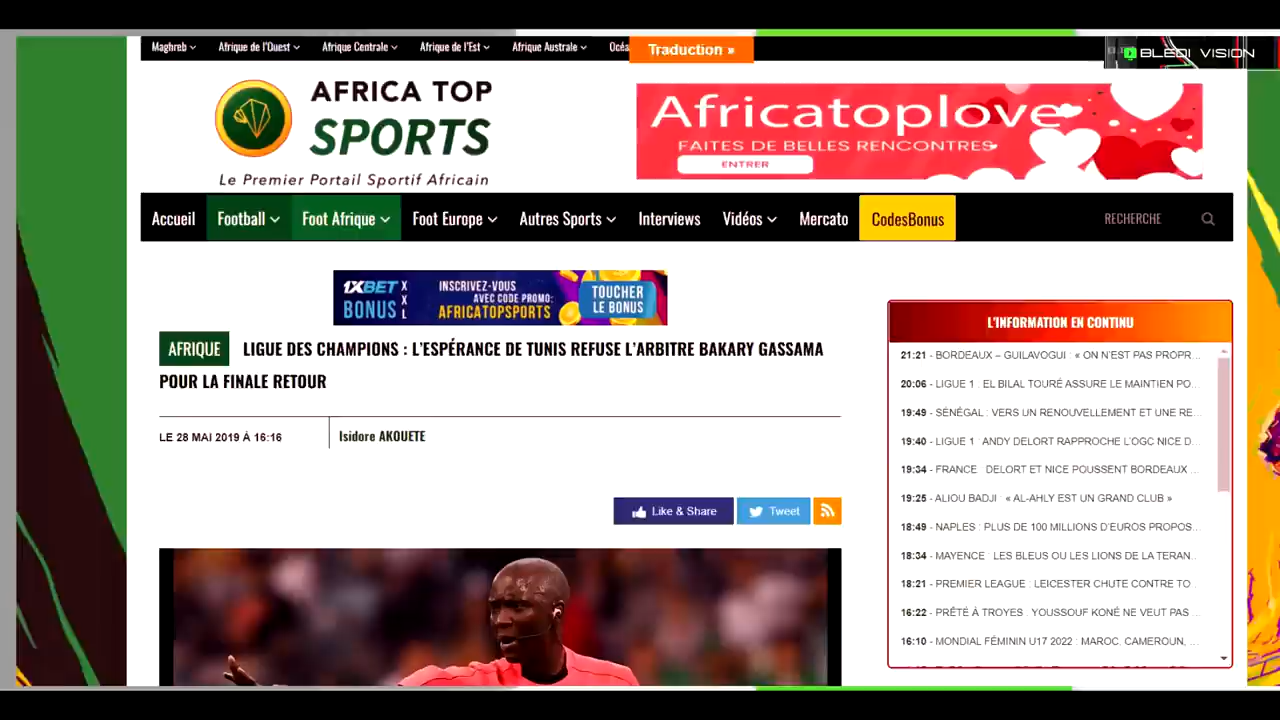 Maghreb
Afrique de l'Ouest
Afrique Centrale
Afrique de l'Est
Afrique Australe
Traduction »
BLEDI VISION
AFRICA TOP
SPORTS
Le Premier Portail Sportif Africain
Africatoplove
FAITES DE BELLES RENCONTRES
ENTRER
Accueil
Football
Foot Afrique
Foot Europe
Autres Sports
Interviews
Vidéos
Mercato
CodesBonus
RECHERCHE
1XBET
BONUS
XXL
INSCRIVEZ-VOUS
AVEC CODE PROMO:
AFRICATOPSPORTS
TOUCHER
LE BONUS
AFRIQUE LIGUE DES CHAMPIONS : L'ESPÉRANCE DE TUNIS REFUSE L'ARBITRE BAKARY GASSAMA
POUR LA FINALE RETOUR
LE 28 MAI 2019 À 16:16
Isidore AKOUETE
Like & Share
Tweet
L'INFORMATION EN CONTINU
21:21 - BORDEAUX – GUILAVOGUI : « ON N'EST PAS PROPR...
20:06 - LIGUE 1 : EL BILAL TOURÉ ASSURE LE MAINTIEN PO...
19:49 - SÉNÉGAL : VERS UN RENOUVELLEMENT ET UNE RE...
19:40 - LIGUE 1 : ANDY DELORT RAPPROCHE L'OGC NICE D...
19:34 - FRANCE : DELORT ET NICE POUSSENT BORDEAUX ...
19:25 - ALIOU BADJI : « AL-AHLY EST UN GRAND CLUB »
18:49 - NAPLES : PLUS DE 100 MILLIONS D'EUROS PROPOS...
18:34 - MAYENCE : LES BLEUS OU LES LIONS DE LA TERAN...
18:21 - PREMIER LEAGUE : LEICESTER CHUTE CONTRE TO...
16:22 - PRÊTÉ À TROYES : YOUSSOUF KONÉ NE VEUT PAS ...
16:10 - MONDIAL FÉMININ U17 2022 : MAROC, CAMEROUN, ...